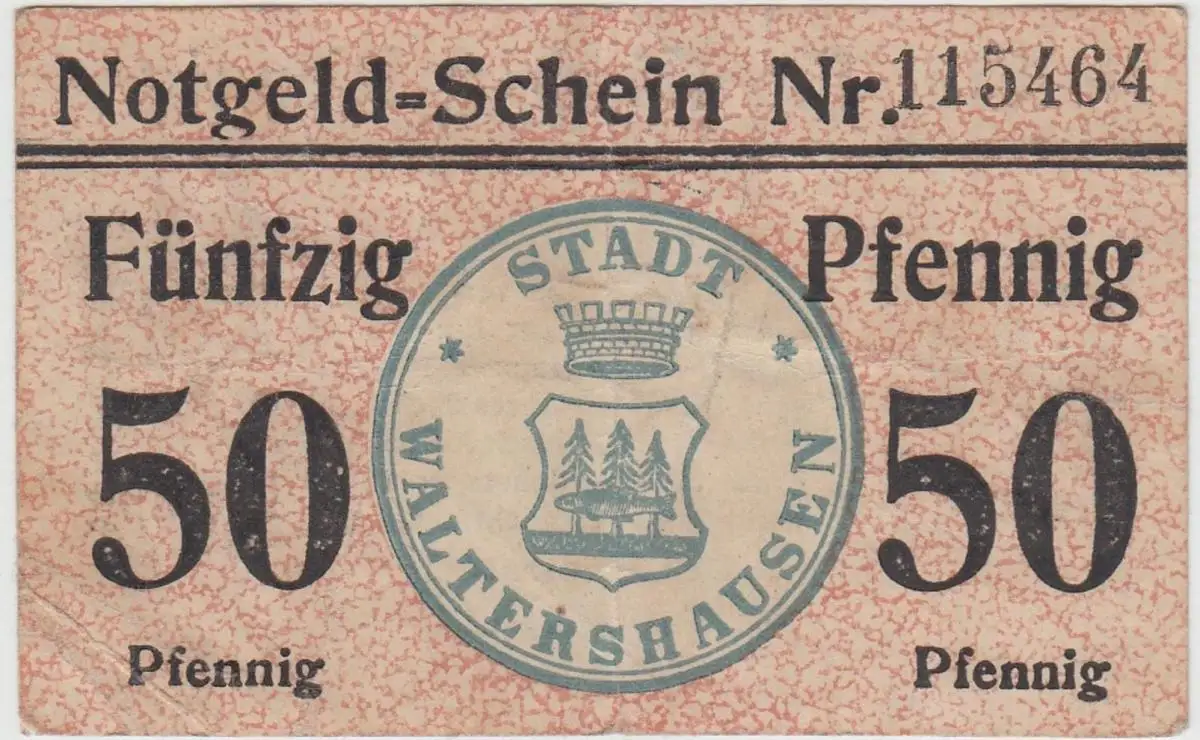 Notgeld=Schein Nr. 115464
Fünfzig Pfennig
STADT
* WALTERSHAUSEN *
50 50
Pfennig Pfennig